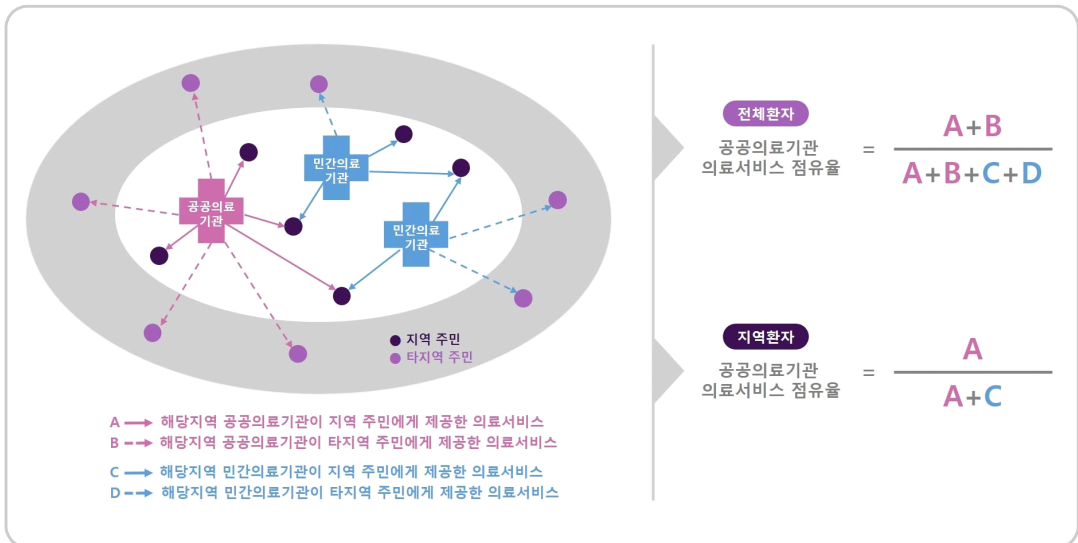 민간의료
기관
공공의료
기관
민간의료
기관
지역 주민
타지역 주민
A 해당지역 공공의료기관이 지역 주민에게 제공한 의료서비스
B 해당지역 공공의료기관이 타지역 주민에게 제공한 의료서비스
C 해당지역 민간의료기관이 지역 주민에게 제공한 의료서비스
D 해당지역 민간의료기관이 타지역 주민에게 제공한 의료서비스
전체환자
공공의료기관
의료서비스 점유율
=
A+B
A+B+C+D
지역환자
공공의료기관
의료서비스 점유율
=
A
A+C